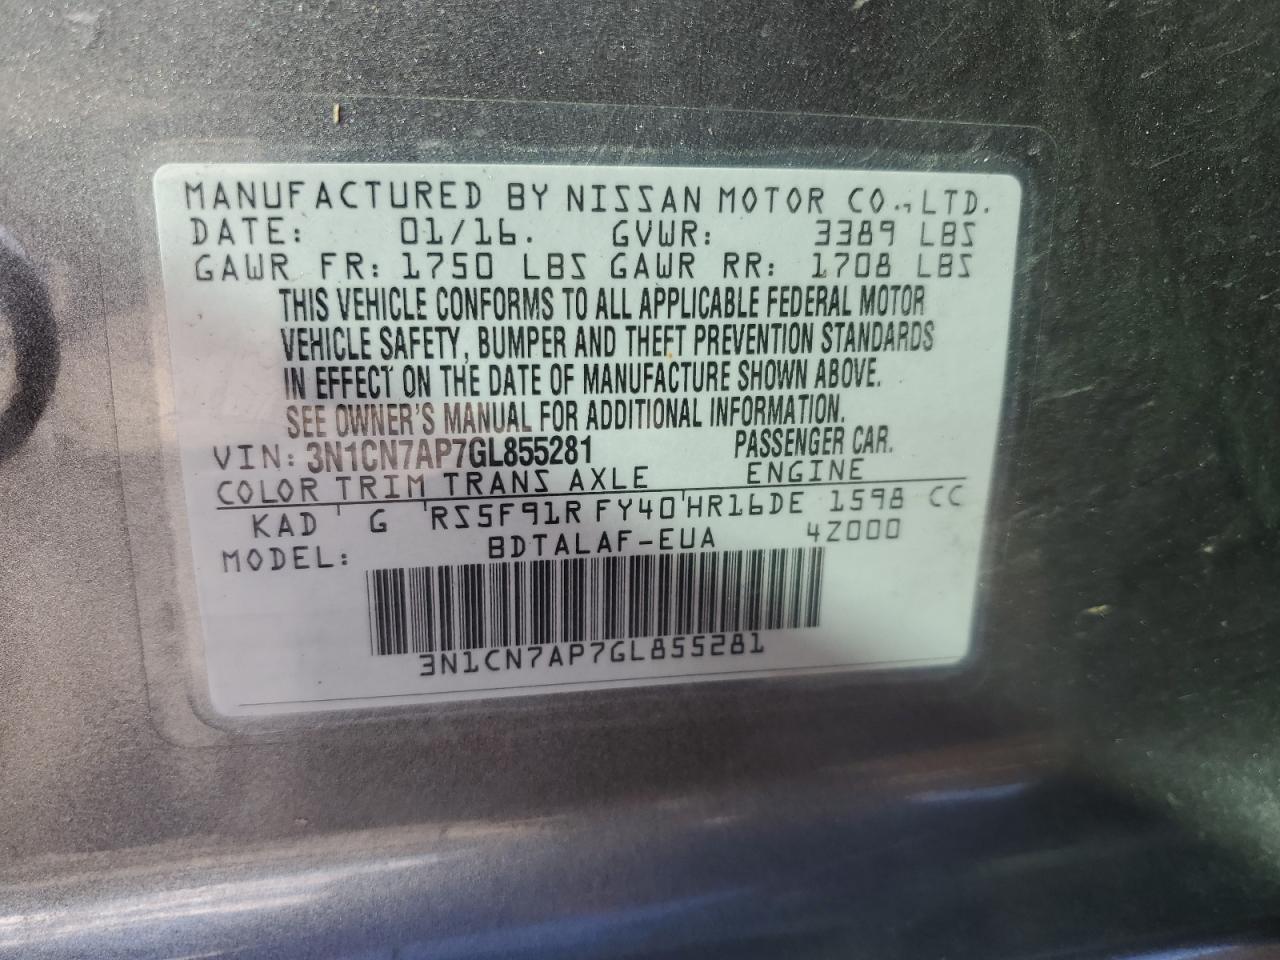 MANUFACTURED BY NISSAN MOTOR CO.,LTD.
DATE: 01/16. GVWR: 3389 LBS
GAWR FR: 1750 LBS GAWR RR: 1708 LBS
THIS VEHICLE CONFORMS TO ALL APPLICABLE FEDERAL MOTOR
VEHICLE SAFETY, BUMPER AND THEFT PREVENTION STANDARDS
IN EFFECT ON THE DATE OF MANUFACTURE SHOWN ABOVE.
SEE OWNER'S MANUAL FOR ADDITIONAL INFORMATION.
VIN: 3N1CN7AP7GL855281 PASSENGER CAR.
COLOR TRIM TRANS AXLE ENGINE
KAD G RS5F91R FY40 HR16DE 1598 CC
MODEL: BDTALAF-EUA 4Z000
3N1CN7AP7GL855281